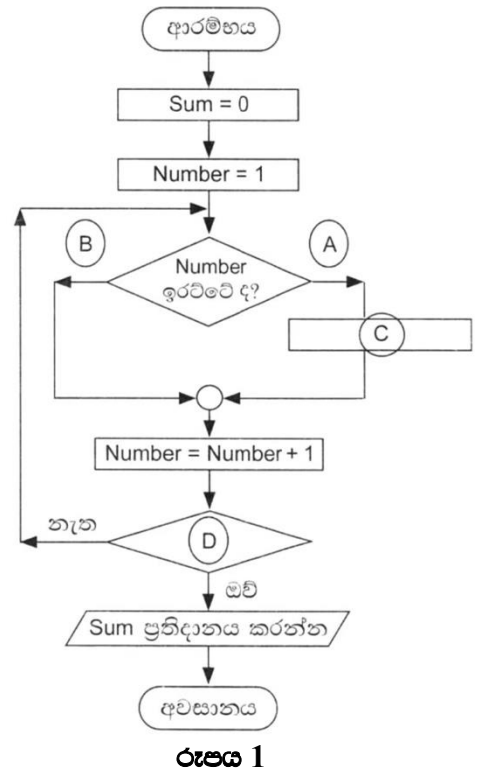 ආරම්භය
Sum = 0
Number = 1
B
A
Number
ඉරට්ටේ ද?
C
Number = Number + 1
නැත
D
ඔව්
Sum ප්‍රතිදානය කරන්න
අවසානය
රූපය 1